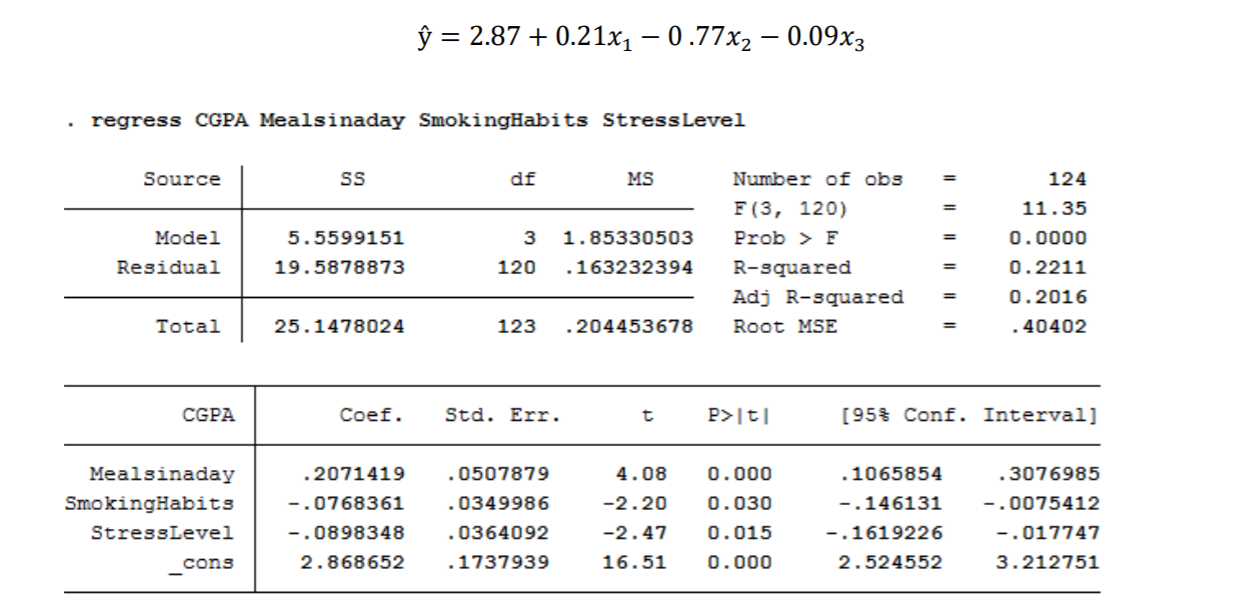 ŷ = 2.87 + 0.21x₁ − 0 .77x₂ − 0.09x₃
. regress CGPA Mealsinaday SmokingHabits StressLevel
Source SS df MS Number of obs = 124
F(3, 120) = 11.35
Model 5.5599151 3 1.85330503 Prob > F = 0.0000
Residual 19.5878873 120 .163232394 R-squared = 0.2211
Adj R-squared = 0.2016
Total 25.1478024 123 .204453678 Root MSE = .40402
CGPA Coef. Std. Err. t P>|t| [95% Conf. Interval]
Mealsinaday .2071419 .0507879 4.08 0.000 .1065854 .3076985
SmokingHabits -.0768361 .0349986 -2.20 0.030 -.146131 -.0075412
StressLevel -.0898348 .0364092 -2.47 0.015 -.1619226 -.017747
_cons 2.868652 .1737939 16.51 0.000 2.524552 3.212751